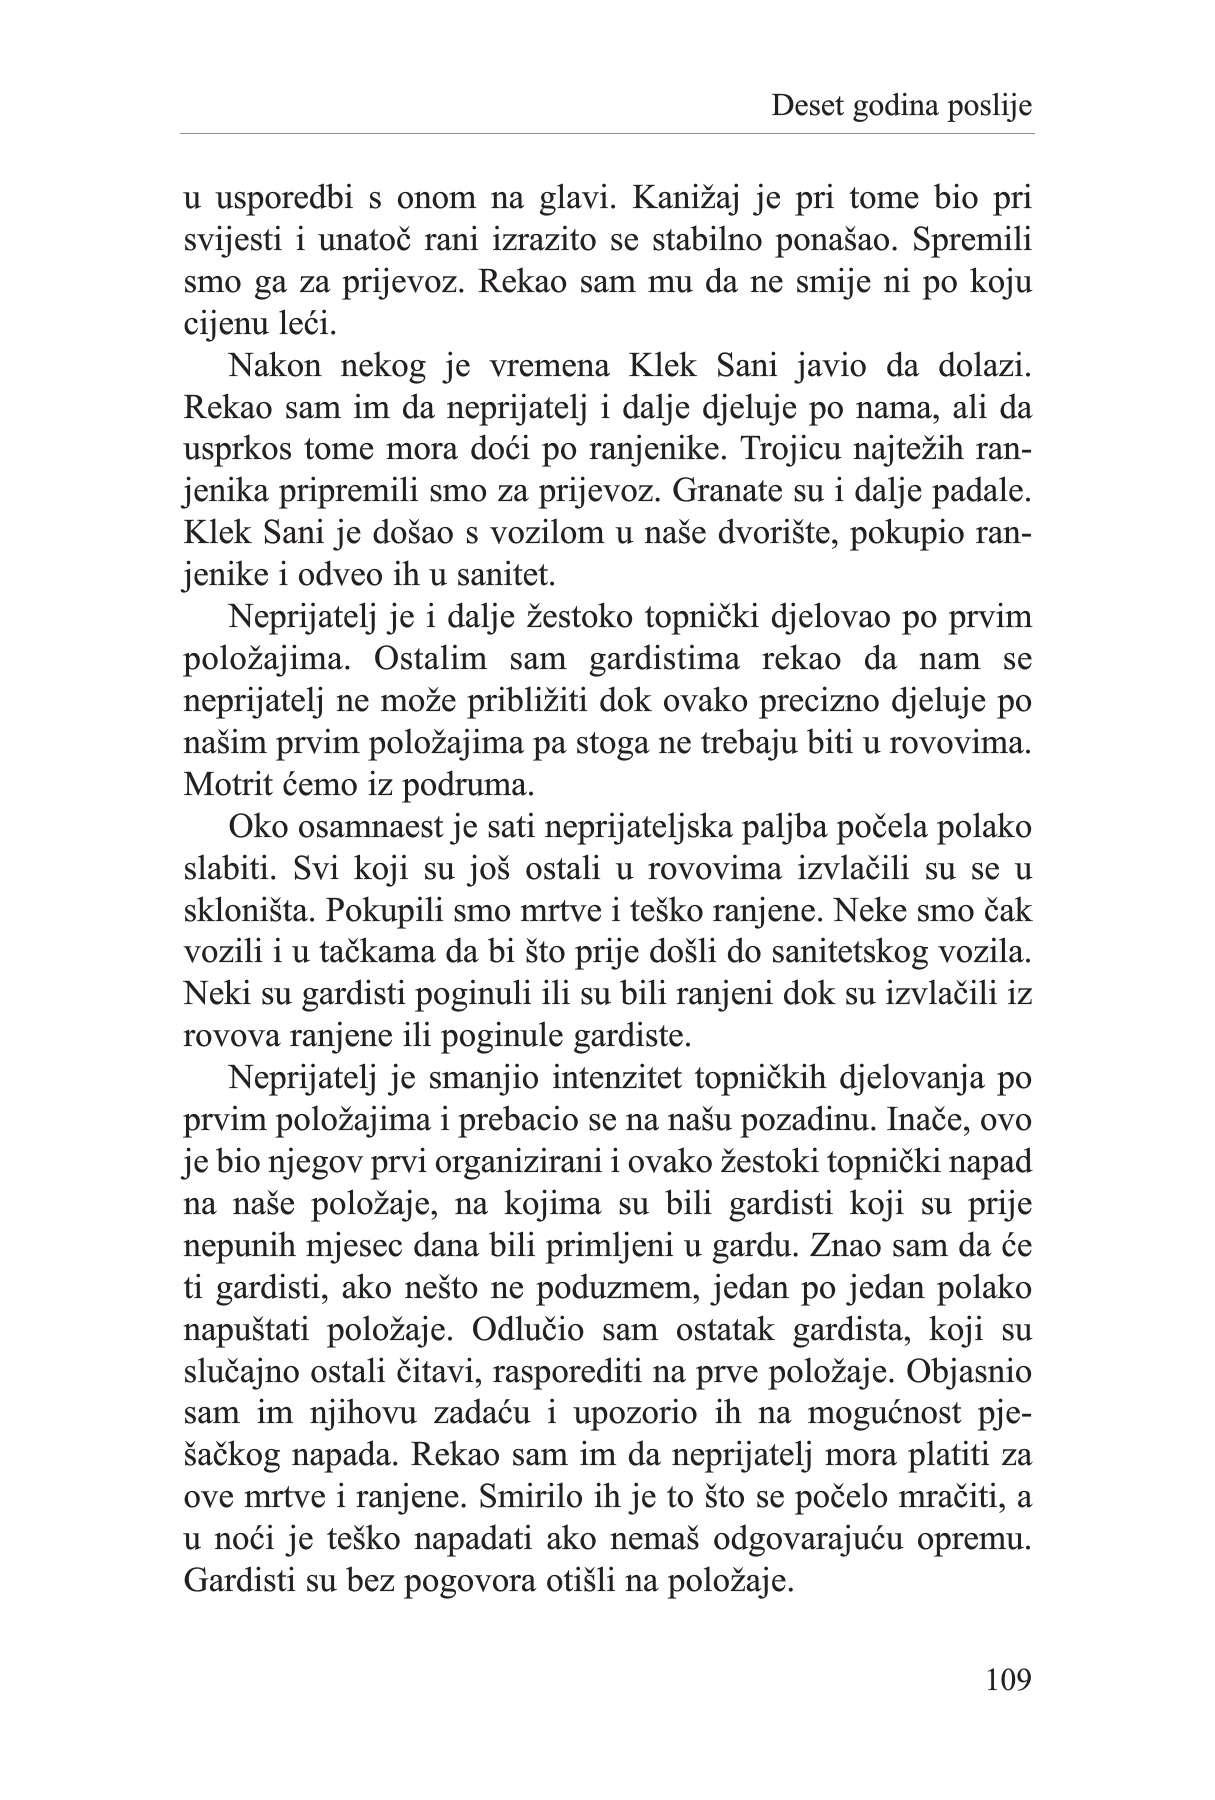 Deset godina poslije
u usporedbi s onom na glavi. Kanižaj je pri tome bio pri
svijesti i unatoč rani izrazito se stabilno ponašao. Spremili
smo ga za prijevoz. Rekao sam mu da ne smije ni po koju
cijenu leći.
Nakon nekog je vremena Klek Sani javio da dolazi.
Rekao sam im da neprijatelj i dalje djeluje po nama, ali da
usprkos tome mora doći po ranjenike. Trojicu najtežih ran-
jenika pripremili smo za prijevoz. Granate su i dalje padale.
Klek Sani je došao s vozilom u naše dvorište, pokupio ran-
jenike i odveo ih u sanitet.
Neprijatelj je i dalje žestoko topnički djelovao po prvim
položajima. Ostalim sam gardistima rekao da nam se
neprijatelj ne može približiti dok ovako precizno djeluje po
našim prvim položajima pa stoga ne trebaju biti u rovovima.
Motrit ćemo iz podruma.
Oko osamnaest je sati neprijateljska paljba počela polako
slabiti. Svi koji su još ostali u rovovima izvlačili su se u
skloništa. Pokupili smo mrtve i teško ranjene. Neke smo čak
vozili i u tačkama da bi što prije došli do sanitetskog vozila.
Neki su gardisti poginuli ili su bili ranjeni dok su izvlačili iz
rovova ranjene ili poginule gardiste.
Neprijatelj je smanjio intenzitet topničkih djelovanja po
prvim položajima i prebacio se na našu pozadinu. Inače, ovo
je bio njegov prvi organizirani i ovako žestoki topnički napad
na naše položaje, na kojima su bili gardisti koji su prije
nepunih mjesec dana bili primljeni u gardu. Znao sam da će
ti gardisti, ako nešto ne poduzmem, jedan po jedan polako
napuštati položaje. Odlučio sam ostatak gardista, koji su
slučajno ostali čitavi, rasporediti na prve položaje. Objasnio
sam im njihovu zadaću i upozorio ih na mogućnost pje-
šačkog napada. Rekao sam im da neprijatelj mora platiti za
ove mrtve i ranjene. Smirilo ih je to što se počelo mračiti, a
u noći je teško napadati ako nemaš odgovarajuću opremu.
Gardisti su bez pogovora otišli na položaje.
109